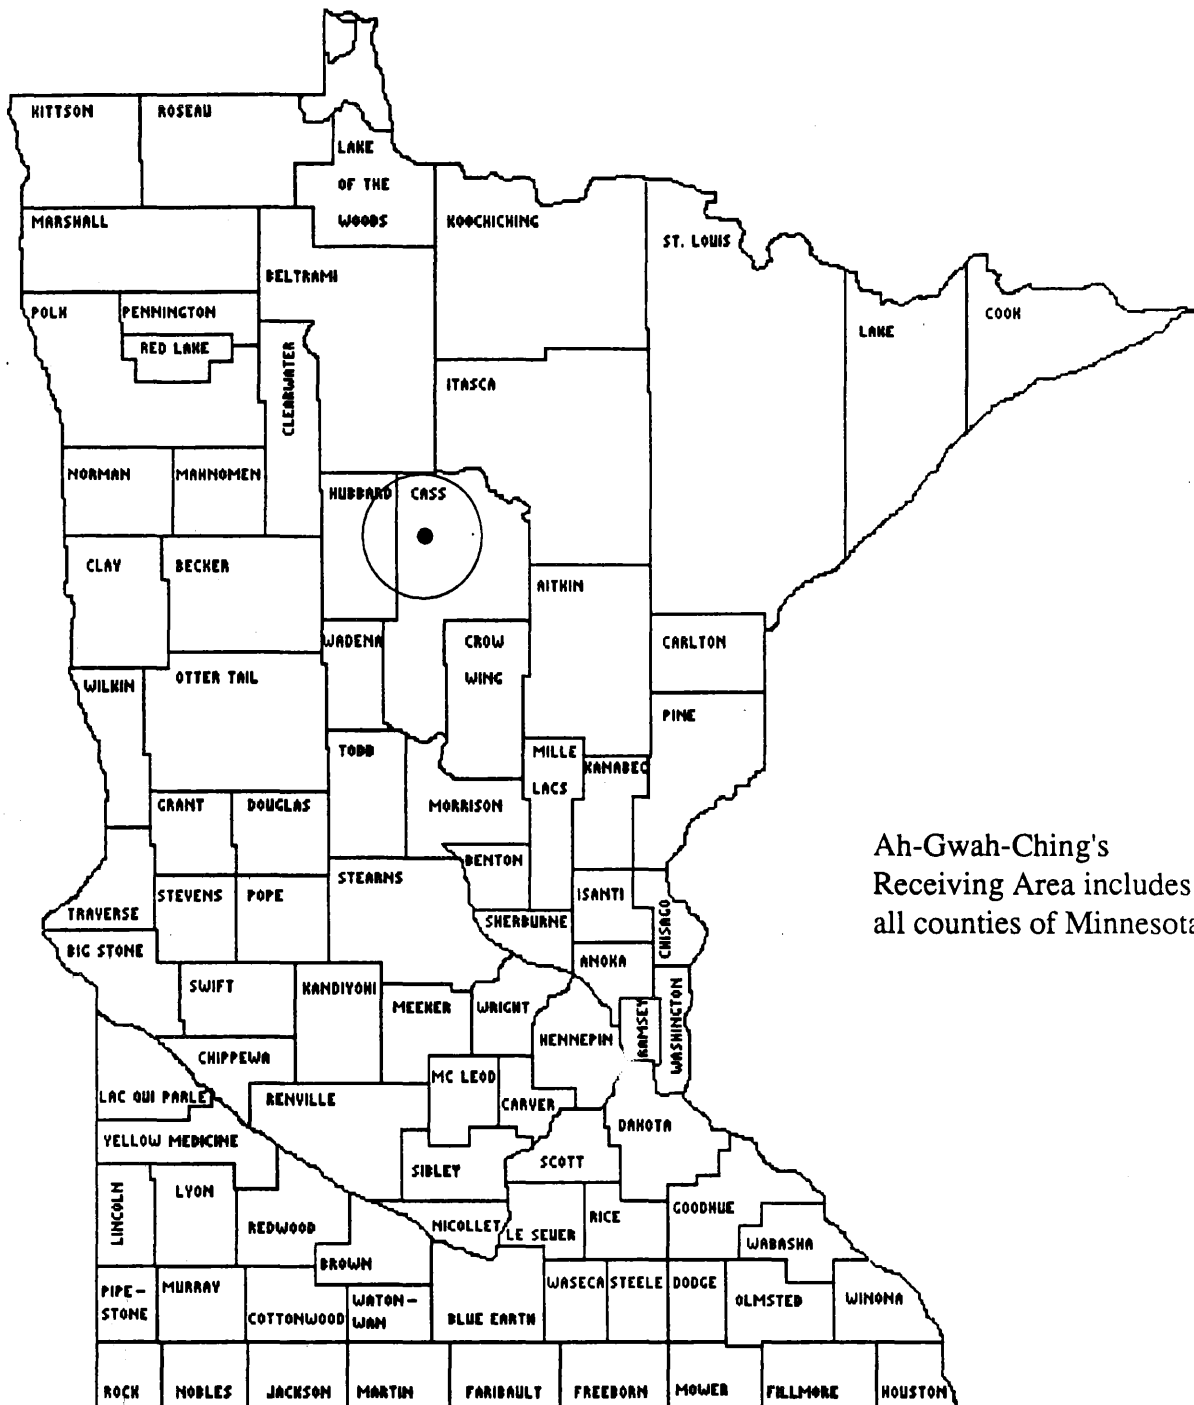 KITTSON
ROSEAU
LAKE
OF THE
WOODS
MARSHALL
KOOCHICHING
ST. LOUIS
BELTRAMI
POLK
PENNINGTON
RED LAKE
CLEARWATER
LAKE
COOK
ITASCA
NORMAN
MAHNOMEN
HUBBARD
CASS
CLAY
BECKER
AITKIN
WADENA
CROW
WING
CARLTON
WILKIN
OTTER TAIL
PINE
TODD
MILLE
LACS
KANABEC
GRANT
DOUGLAS
MORRISON
BENTON
STEARNS
STEVENS
POPE
ISANTI
TRAVERSE
SHERBURNE
CHISAGO
Ah-Gwah-Ching's
Receiving Area includes
all counties of Minnesota
BIG STONE
ANOKA
SWIFT
KANDIYOHI
MEEKER
WRIGHT
HENNEPIN
RAMSEY
WASHINGTON
CHIPPEWA
MC LEOD
LAC QUI PARLE
RENVILLE
CARVER
DAKOTA
YELLOW MEDICINE
SIBLEY
SCOTT
LINCOLN
LYON
REDWOOD
NICOLLET
LE SEUER
RICE
GOODHUE
WABASHA
BROWN
PIPE-
STONE
MURRAY
COTTONWOOD
WATON-
WAN
BLUE EARTH
WASECA
STEELE
DODGE
OLMSTED
WINONA
ROCK
NOBLES
JACKSON
MARTIN
FARIBAULT
FREEBORN
MOWER
FILLMORE
HOUSTON